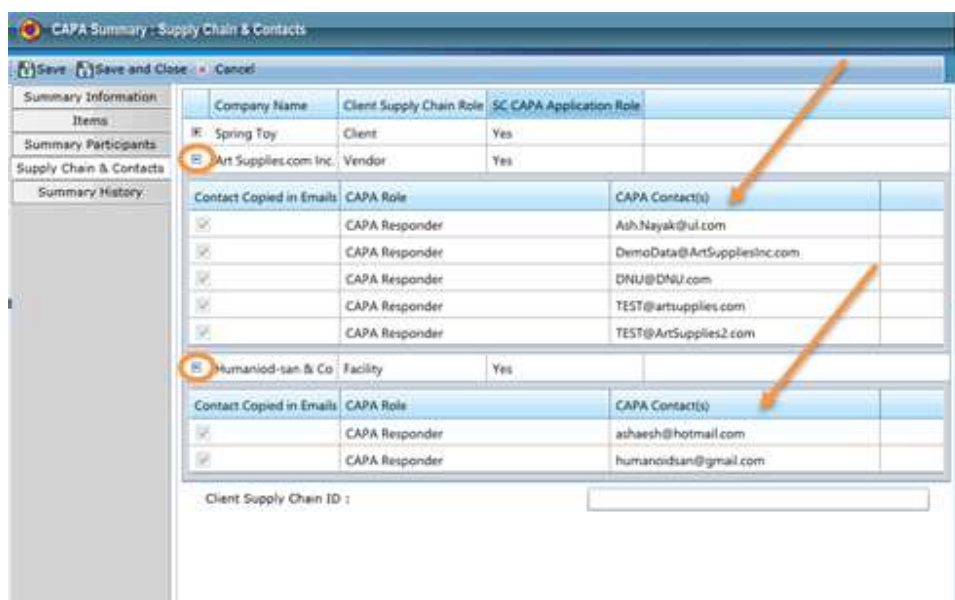 CAPA Summary : Supply Chain & Contacts
Save Save and Close Cancel
Summary Information
Items
Summary Participants
Supply Chain & Contacts
Summary History
Company Name Client Supply Chain Role SC CAPA Application Role
Spring Toy Client Yes
Art Supplies.com Inc. Vendor Yes
Contact Copied in Emails CAPA Role CAPA Contact(s)
CAPA Responder Ash.Nayak@ul.com
CAPA Responder DemoData@ArtSuppliesInc.com
CAPA Responder DNU@DNU.com
CAPA Responder TEST@artsupplies.com
CAPA Responder TEST@ArtSupplies2.com
Humaniod-san & Co Facility Yes
Contact Copied in Emails CAPA Role CAPA Contact(s)
CAPA Responder ashaesh@hotmail.com
CAPA Responder humanoidsan@gmail.com
Client Supply Chain ID :